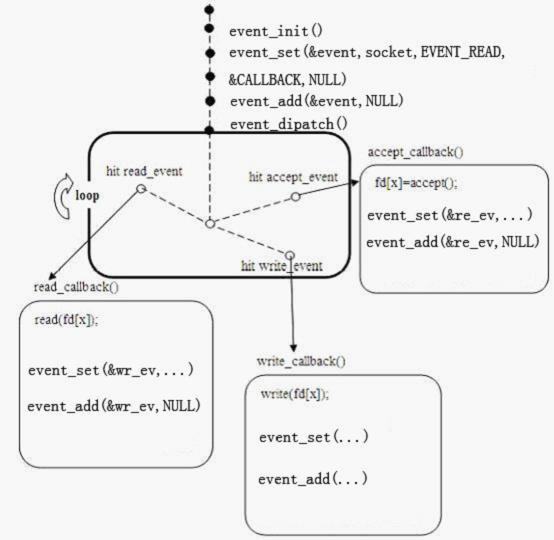 event_init()
event_set(&event, socket, EVENT_READ,
&CALLBACK, NULL)
event_add(&event, NULL)
event_dipatch()
accept_callback()
hit read_event
hit accept_event
fd[x]=accept();
loop
event_set(&re_ev,...)
event_add(&re_ev, NULL)
hit write_event
read_callback()
read(fd[x]);
event_set(&wr_ev,...)
event_add(&wr_ev, NULL)
write_callback()
write(fd[x]);
event_set(...)
event_add(...)